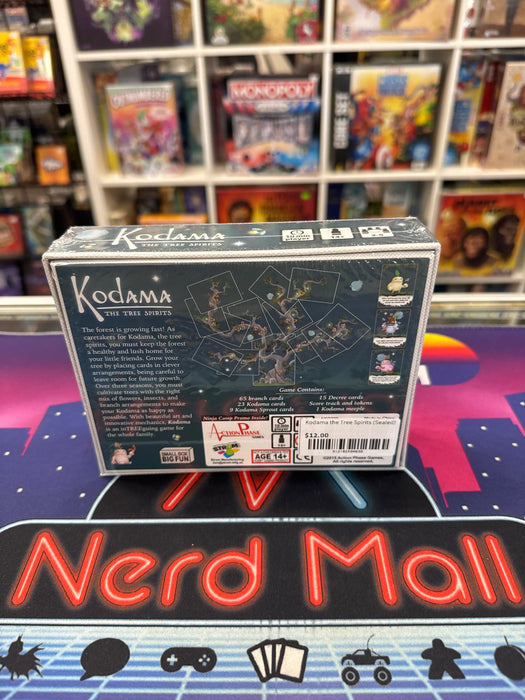 MONOPOLY
CORE SET
KODAMA
THE TREE SPIRITS
14+
KODAMA
THE TREE SPIRITS
The forest is growing fast! As
caretakers for Kodama, the tree
spirits, you must keep the forest
a healthy and lush home for
your little friends. Grow your
tree by placing cards in clever
arrangements, being careful to
leave room for future growth.
Over three seasons, you must
cultivate trees with the right
mix of flowers, insects, and
branch arrangements to make
your Kodama as happy as
possible. With beautiful art and
innovative mechanics, Kodama
is an inTREEguing game for
the whole family.
Game Contains:
65 branch cards
23 Kodama cards
9 Kodama Sprout cards
15 Decree cards
Score track and tokens
1 Kodama meeple
Ninja Camp Promo Inside!
ACTION PHASE
GAMES
AGE 14+
SMALL BOX
BIG FUN!
Kodama the Tree Spirits (Sealed)
$12.00
©2015 Action Phase Games.
All rights reserved.
Nerd Mall